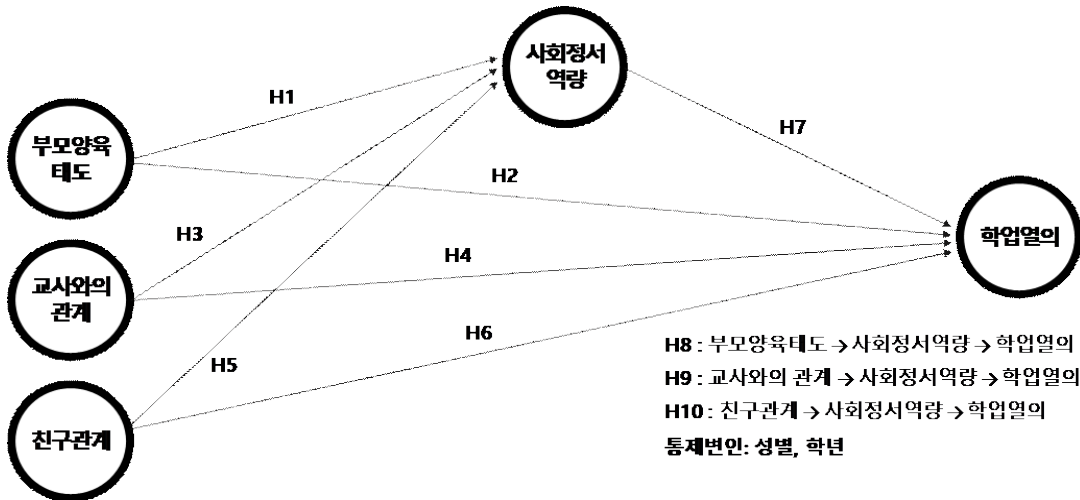 사회정서
역량
H1
H7
부모양육
태도
H2
학업열의
H3
H4
교사와의
관계
H6
H5
친구관계
H8 : 부모양육태도 → 사회정서역량 → 학업열의
H9 : 교사와의 관계 → 사회정서역량 → 학업열의
H10 : 친구관계 → 사회정서역량 → 학업열의
통제변인: 성별, 학년